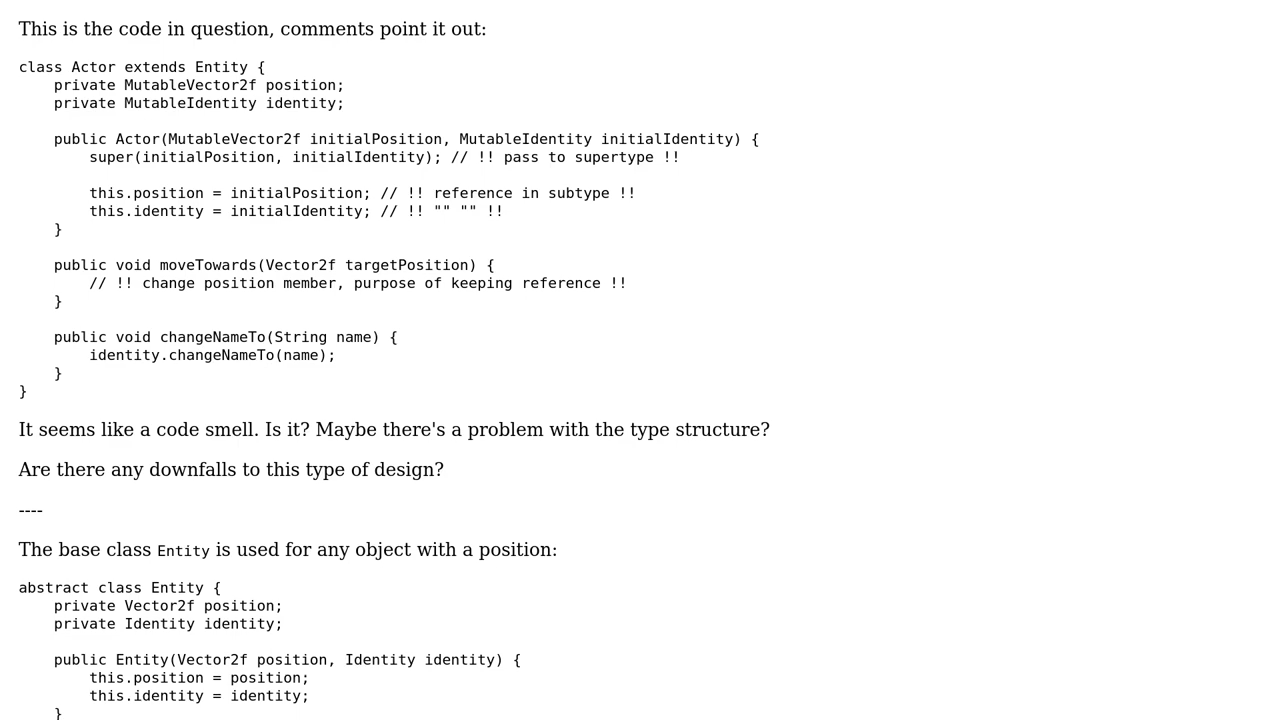 This is the code in question, comments point it out:
class Actor extends Entity {
    private MutableVector2f position;
    private MutableIdentity identity;

    public Actor(MutableVector2f initialPosition, MutableIdentity initialIdentity) {
        super(initialPosition, initialIdentity); // !! pass to supertype !!

        this.position = initialPosition; // !! reference in subtype !!
        this.identity = initialIdentity; // !! "" "" !!
    }

    public void moveTowards(Vector2f targetPosition) {
        // !! change position member, purpose of keeping reference !!
    }

    public void changeNameTo(String name) {
        identity.changeNameTo(name);
    }
}
It seems like a code smell. Is it? Maybe there's a problem with the type structure?
Are there any downfalls to this type of design?
----
The base class Entity is used for any object with a position:
abstract class Entity {
    private Vector2f position;
    private Identity identity;

    public Entity(Vector2f position, Identity identity) {
        this.position = position;
        this.identity = identity;
    }